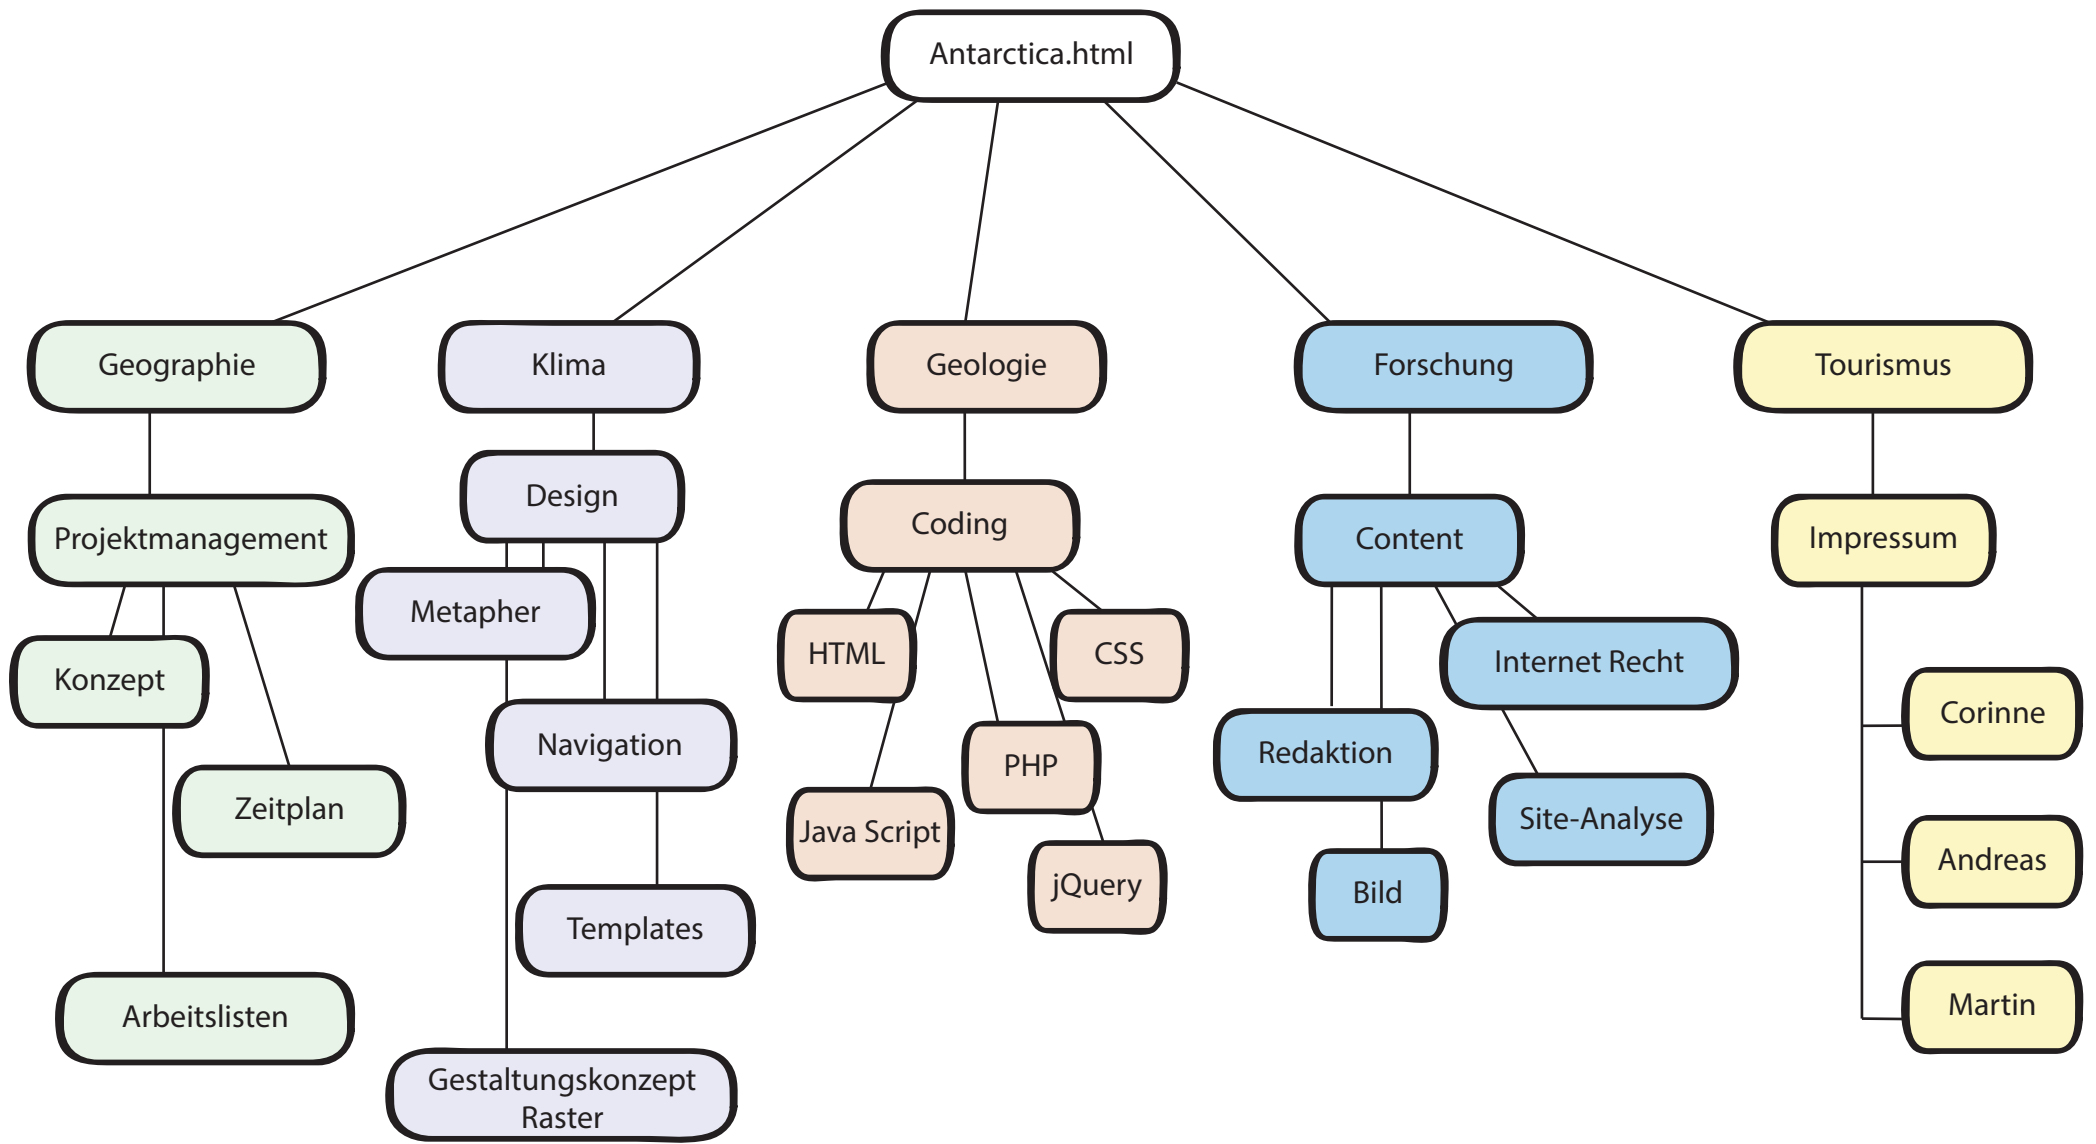 Antarctica.html
Geographie
Klima
Geologie
Forschung
Tourismus
Projektmanagement
Design
Coding
Content
Impressum
Konzept
Metapher
HTML
CSS
Internet Recht
Corinne
Zeitplan
Navigation
Java Script
PHP
Redaktion
Site-Analyse
Andreas
Arbeitslisten
Templates
jQuery
Bild
Martin
Gestaltungskonzept
Raster